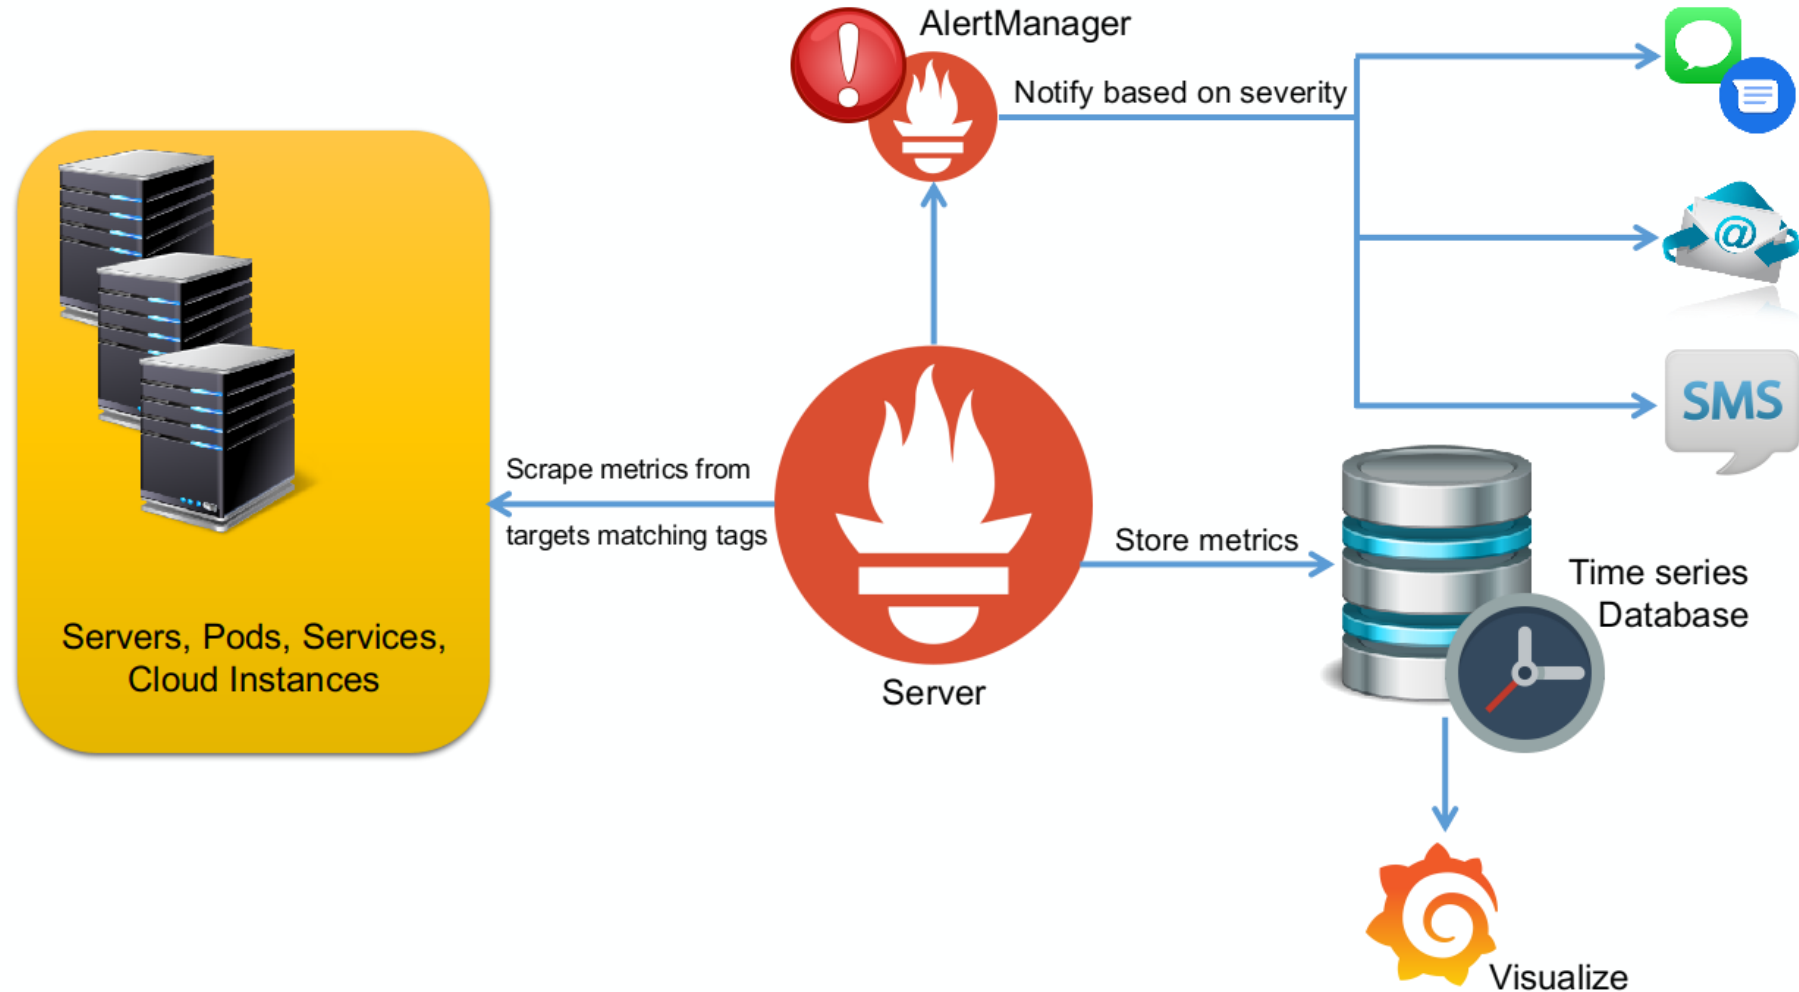 AlertManager
Notify based on severity
@
SMS
Scrape metrics from
targets matching tags
Store metrics
Time series
Database
Servers, Pods, Services,
Cloud Instances
Server
Visualize